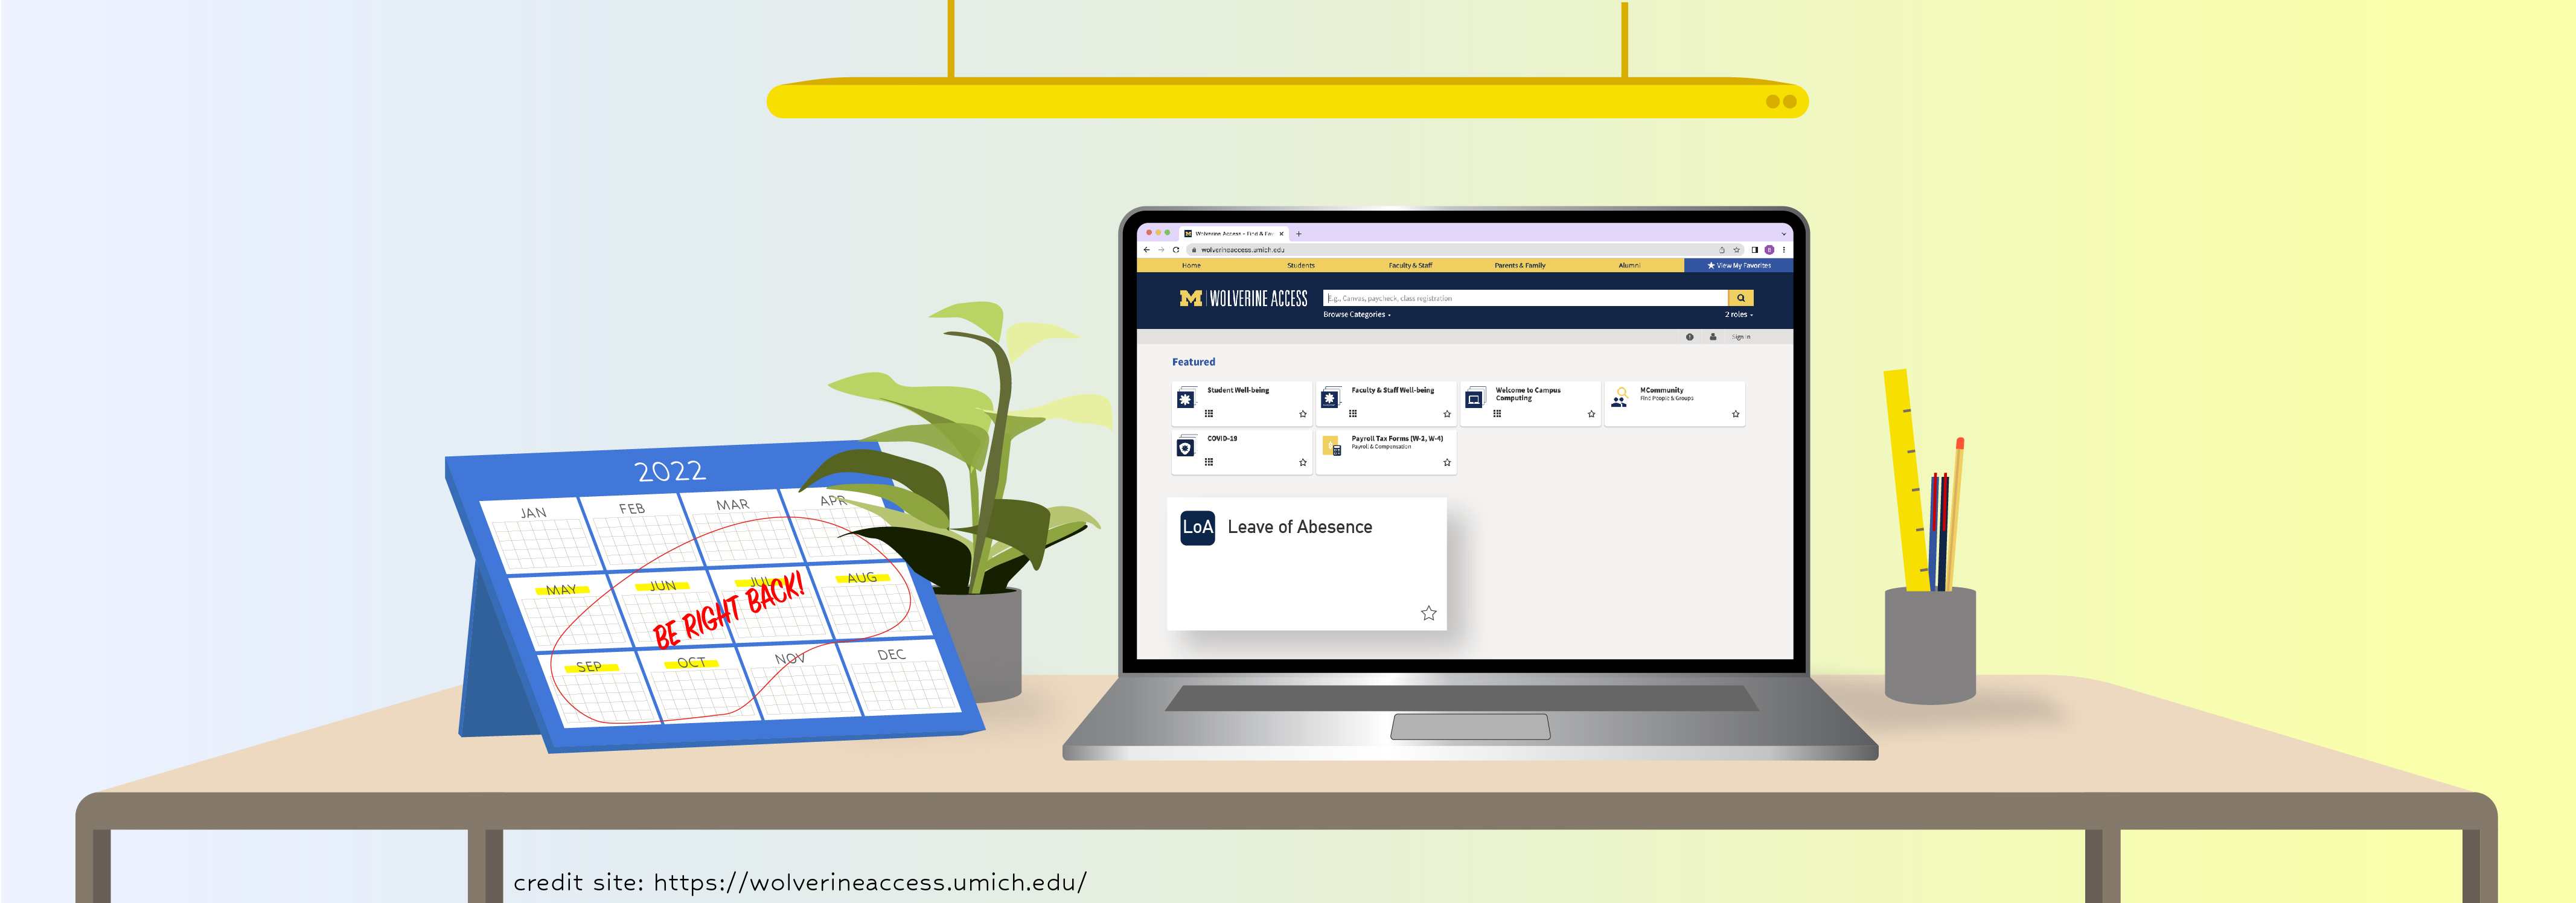 2022
JAN FEB MAR APR
MAY JUN JUL AUG
BE RIGHT BACK!
SEP OCT NOV DEC
Wolverine Access - Find & Fav
wolverineaccess.umich.edu
Home Students Faculty & Staff Parents & Family Alumni View My Favorites
M WOLVERINE ACCESS
E.g., Canvas, paycheck, class registration
Browse Categories 2 roles
Sign In
Featured
Student Well-being
Faculty & Staff Well-being
Welcome to Campus
Computing
MCommunity
Find People & Groups
COVID-19
Payroll Tax Forms (W-2, W-4)
Payroll & Compensation
LoA Leave of Abesence
credit site: https://wolverineaccess.umich.edu/